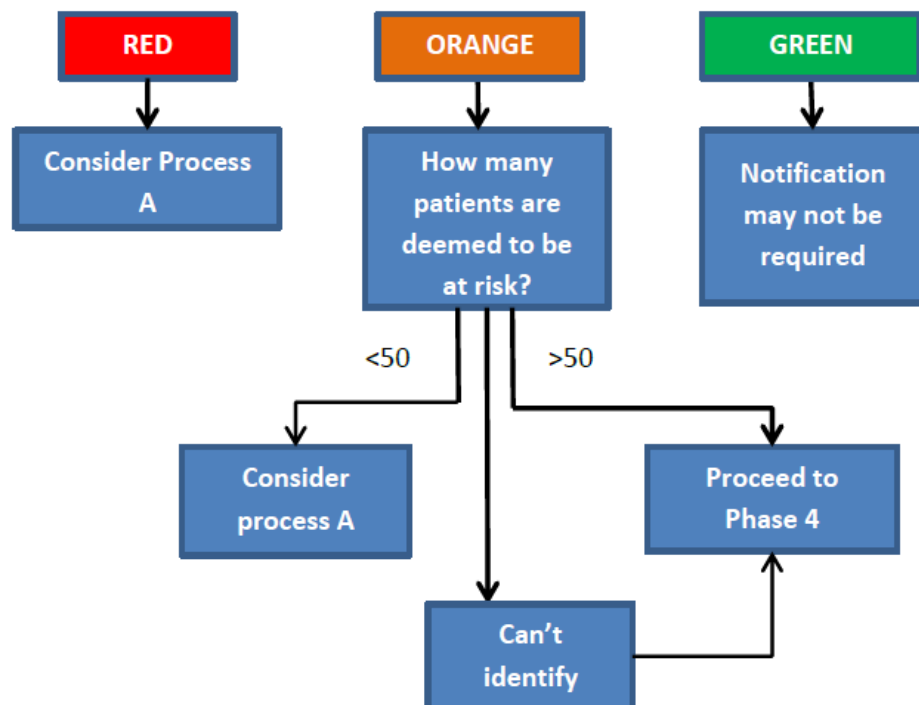 RED
ORANGE
GREEN
Consider Process
A
How many
patients are
deemed to be
at risk?
Notification
may not be
required
<50
>50
Consider
process A
Proceed to
Phase 4
Can’t
identify